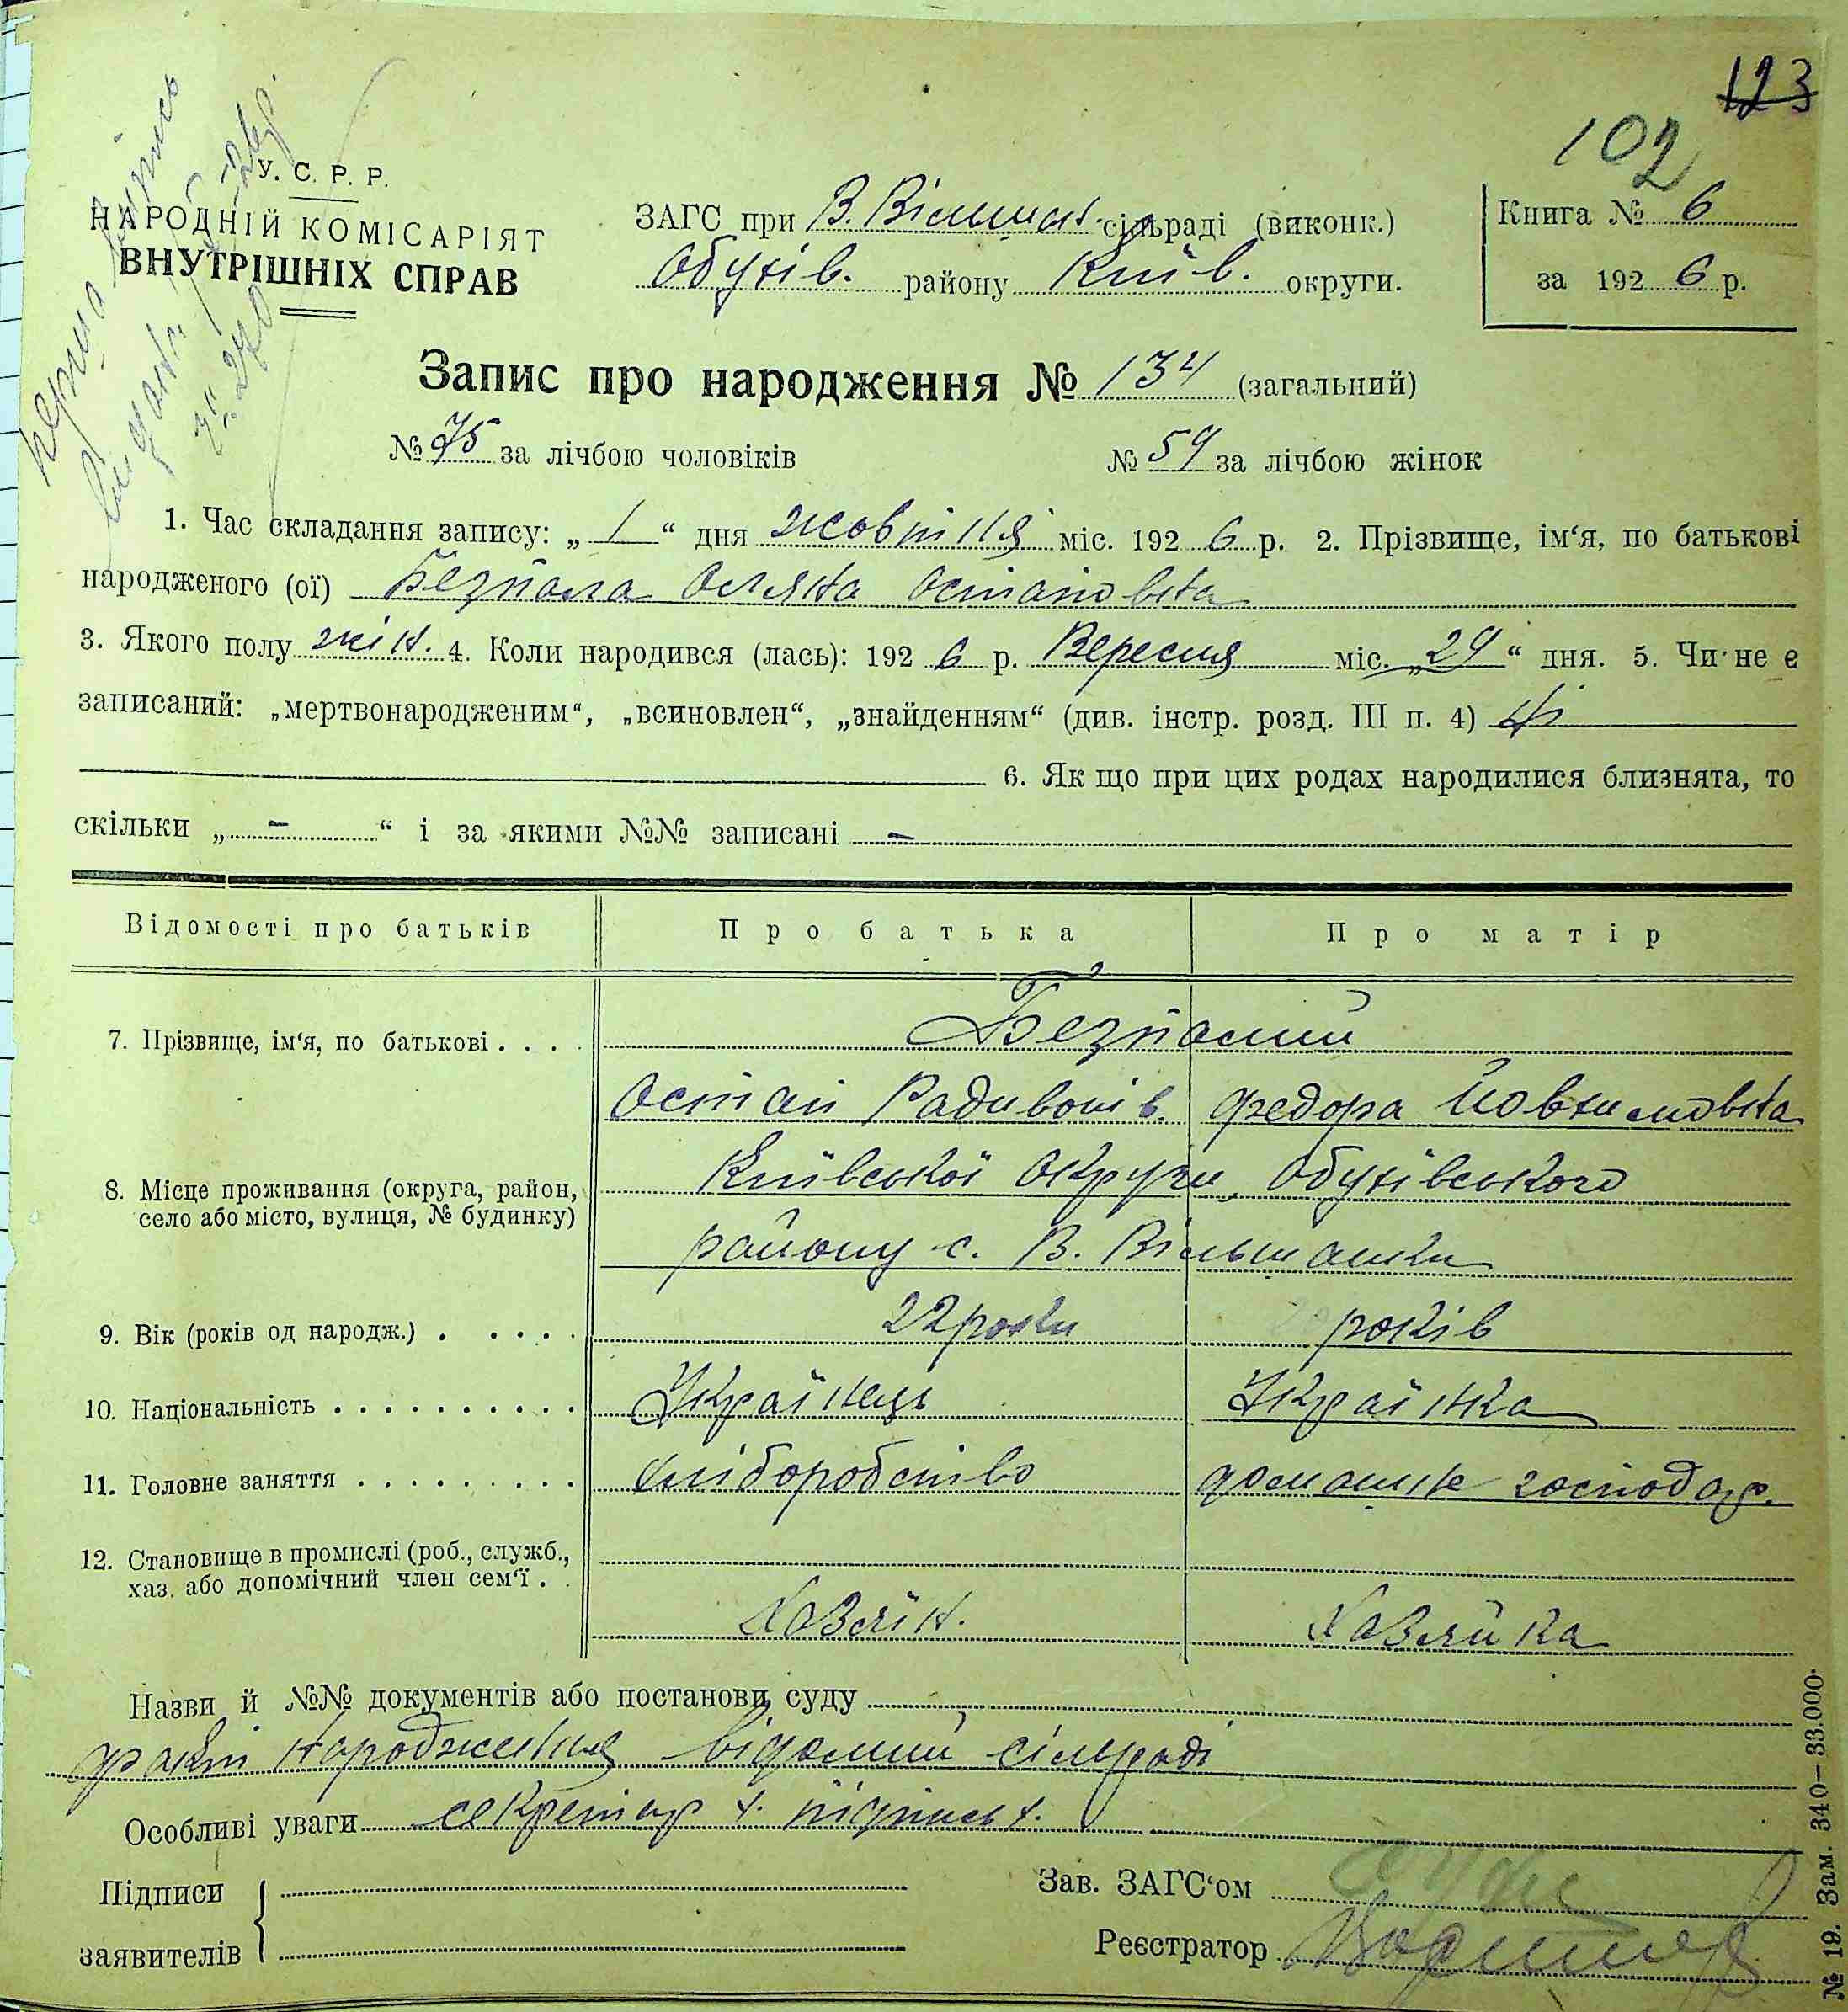 123
102
У. С. Р. Р.
НАРОДНІЙ КОМІСАРІЯТ
ВНУТРІШНІХ СПРАВ
ЗАГС при В. Вільшан. сільраді (виконк.)
Обухів. району Київ. округи.
Книга № 6
за 1926 р.
Запис про народження № 134 (загальний)
№ 75 за лічбою чоловіків № 59 за лічбою жінок
1. Час складання запису: „ 1 “ дня жовтня міс. 1926 р. 2. Прізвище, ім‘я, по батькові
народженого (ої) Безпала Оляна Остаповна
3. Якого полу жін. 4. Коли народився (лась): 1926 р. Вересня міс. „29“ дня. 5. Чи не є
записаний: „мертвонародженим“, „всиновлен“, „знайденням“ (див. інстр. розд. III п. 4) ні
6. Як що при цих родах народилися близнята, то
скільки „ - “ і за якими №№ записані -
Відомості про батьків Про батька Про матір
7. Прізвище, ім‘я, по батькові . . . . Безпалий
Остап Радивонів. Федора Йовхимовна
8. Місце проживання (округа, район, Київської округи, Обухівського
село або місто, вулиця, № будинку)
району с. В. Вільшанки
9. Вік (років од народж.) . . . . . 22 роки років
10. Національність . . . . . . . . . . Українець Українка
11. Головне заняття . . . . . . . . . хліборобство домашнє господар.
12. Становище в промислі (роб., служб.,
хаз. або допомічний член сем‘ї . .
Хазяїн. Хазяйка
Назви й №№ документів або постанови суду
факт народження відомий сільраді
Особливі уваги секретар
Підписи
заявителів
Зав. ЗАГС‘ом
Реєстратор
№ 19. Зам. 340—33.000.